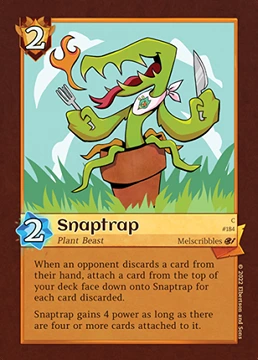 2
2
Snaptrap
C
#184
Plant Beast
Melscribbles
When an opponent discards a card from
their hand, attach a card from the top of
your deck face down onto Snaptrap for
each card discarded.
Snaptrap gains 4 power as long as there
are four or more cards attached to it.
© 2022 Elbertson and Sons